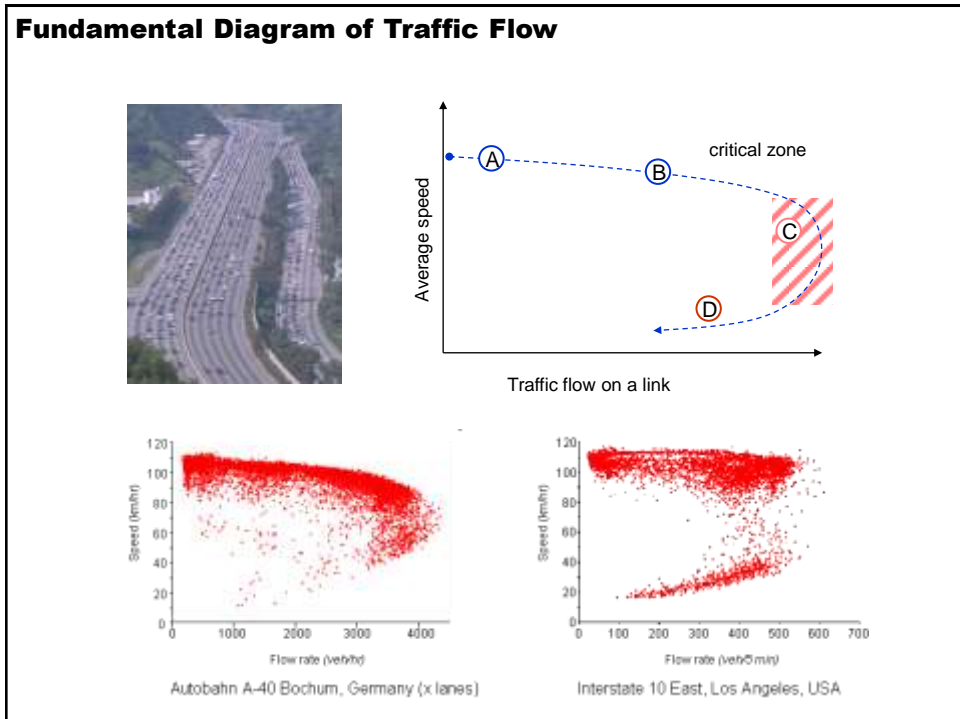 Fundamental Diagram of Traffic Flow
Average speed
A
B
critical zone
C
D
Traffic flow on a link
Speed (km/hr)
120
100
80
60
40
20
0
0 1000 2000 3000 4000
Flow rate (veh/hr)
Autobahn A-40 Bochum, Germany (x lanes)
Speed (km/hr)
120
100
80
60
40
20
0
0 100 200 300 400 500 600 700
Flow rate (veh/5 min)
Interstate 10 East, Los Angeles, USA